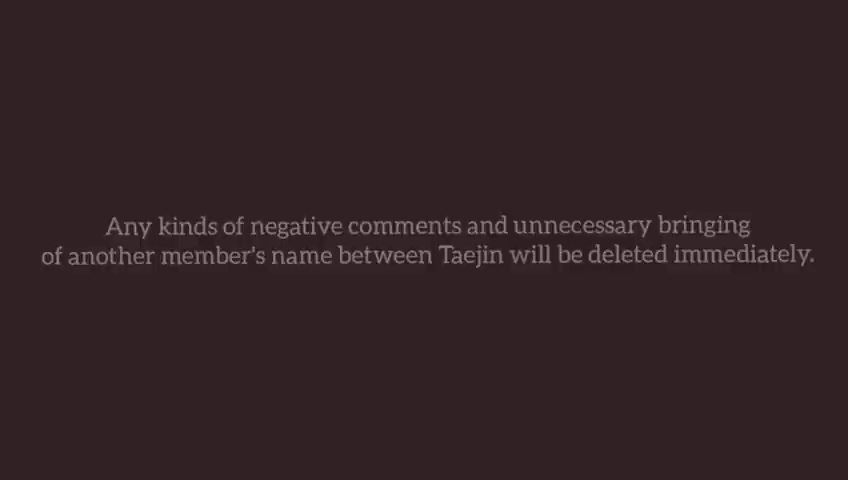 Any kinds of negative comments and unnecessary bringing
of another member's name between Taejin will be deleted immediately.